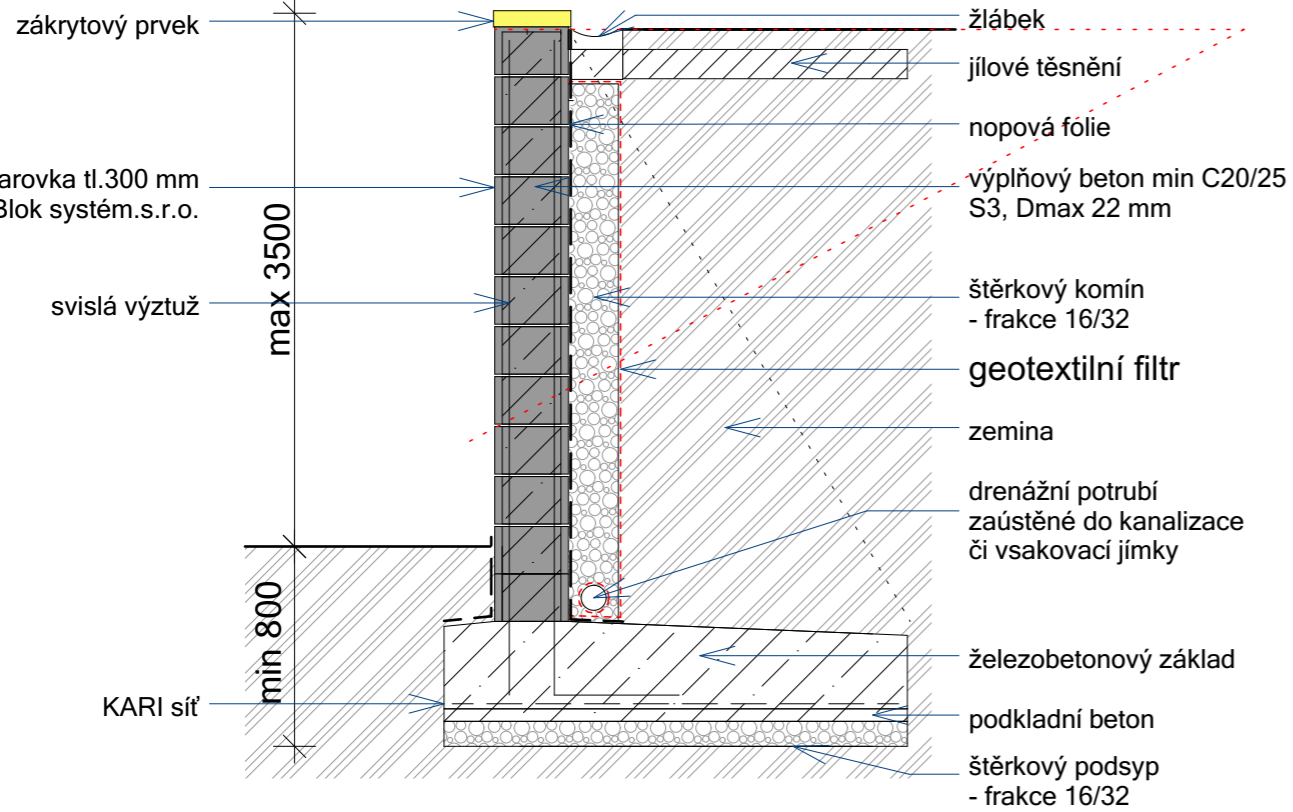 zákrytový prvek
arovka tl.300 mm
Blok systém.s.r.o.
svislá výztuž
KARI síť
max 3500
min 800
žlábek
jílové těsnění
nopová fólie
výplňový beton min C20/25
S3, Dmax 22 mm
štěrkový komín
- frakce 16/32
geotextilní filtr
zemina
drenážní potrubí
zaústěné do kanalizace
či vsakovací jímky
železobetonový základ
podkladní beton
štěrkový podsyp
- frakce 16/32